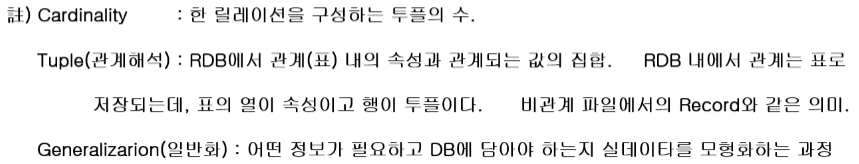 註) Cardinality : 한 릴레이션을 구성하는 투플의 수.
Tuple(관계해석) : RDB에서 관계(표) 내의 속성과 관계되는 값의 집합. RDB 내에서 관계는 표로
저장되는데, 표의 열이 속성이고 행이 투플이다. 비관계 파일에서의 Record와 같은 의미.
Generalizarion(일반화) : 어떤 정보가 필요하고 DB에 담아야 하는지 실데이타를 모형화하는 과정